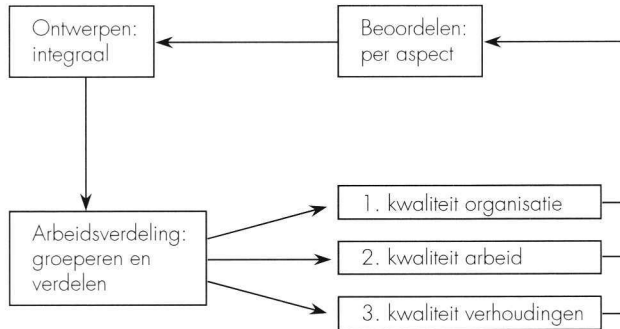 Ontwerpen:
integraal
Beoordelen:
per aspect
Arbeidsverdeling:
groeperen en
verdelen
1. kwaliteit organisatie
2. kwaliteit arbeid
3. kwaliteit verhoudingen